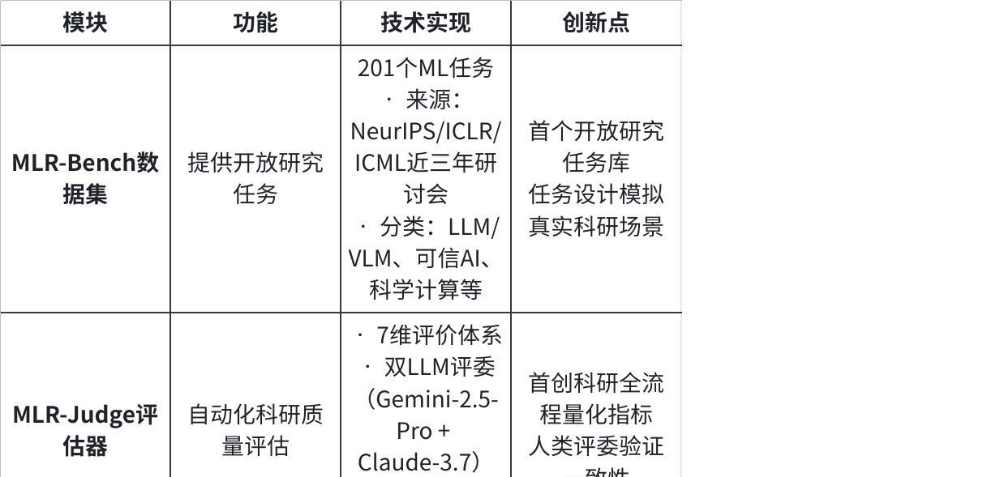 模块 功能 技术实现 创新点
201个ML任务
· 来源：
NeurIPS/ICLR/
ICML近三年研
讨会
· 分类：LLM/
VLM、可信AI、
科学计算等
MLR-Bench数
据集
提供开放研究
任务
首个开放研究
任务库
任务设计模拟
真实科研场景
MLR-Judge评
估器
自动化科研质
量评估
· 7维评价体系
· 双LLM评委
（Gemini-2.5-
Pro +
Claude-3.7）
首创科研全流
程量化指标
人类评委验证
一致性